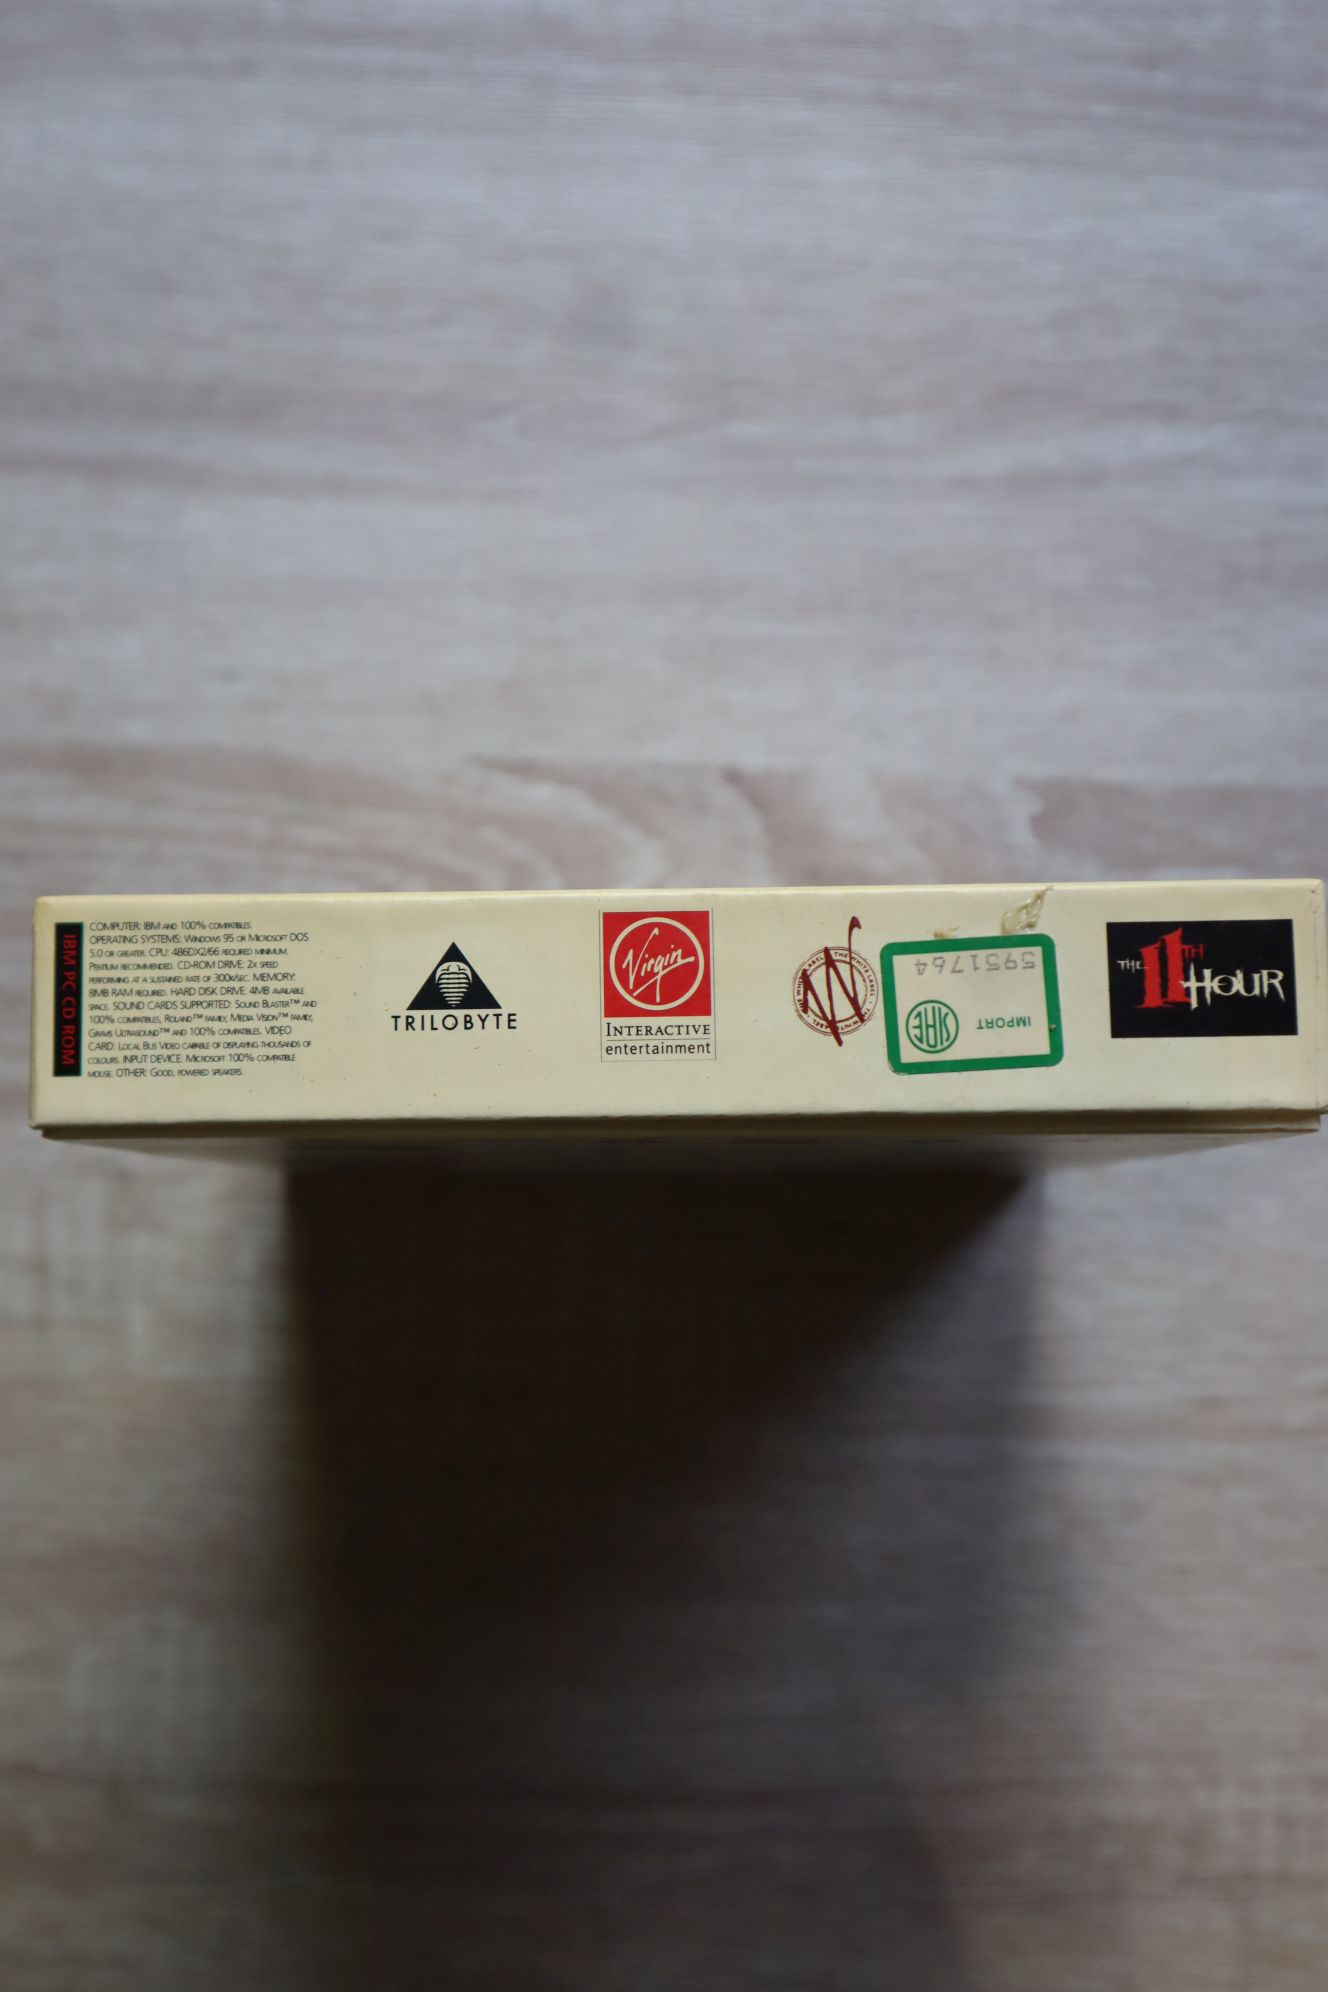 IBM PC CD ROM
COMPUTER: IBM AND 100% COMPATIBLES.
OPERATING SYSTEMS: WINDOWS 95 OR MICROSOFT DOS
5.0 OR GREATER. CPU: 486DX2/66 REQUIRED MINIMUM.
PENTIUM RECOMMENDED. CD-ROM DRIVE: 2X SPEED
PERFORMING AT A SUSTAINED RATE OF 300K/SEC. MEMORY:
8MB RAM REQUIRED. HARD DISK DRIVE: 4MB AVAILABLE
SPACE. SOUND CARDS SUPPORTED: SOUND BLASTER™ AND
100% COMPATIBLES, ROLAND™ FAMILY, MEDIA VISION™ FAMILY,
GRAVIS ULTRASOUND™ AND 100% COMPATIBLES. VIDEO
CARD: LOCAL BUS VIDEO CAPABLE OF DISPLAYING THOUSANDS OF
COLOURS. INPUT DEVICE: MICROSOFT 100% COMPATIBLE
MOUSE. OTHER: GOOD, POWERED SPEAKERS.
TRILOBYTE
Virgin
INTERACTIVE
entertainment
W
THE WHITE LABEL
IMPORT
SIAE
5951764
THE 11TH
HOUR